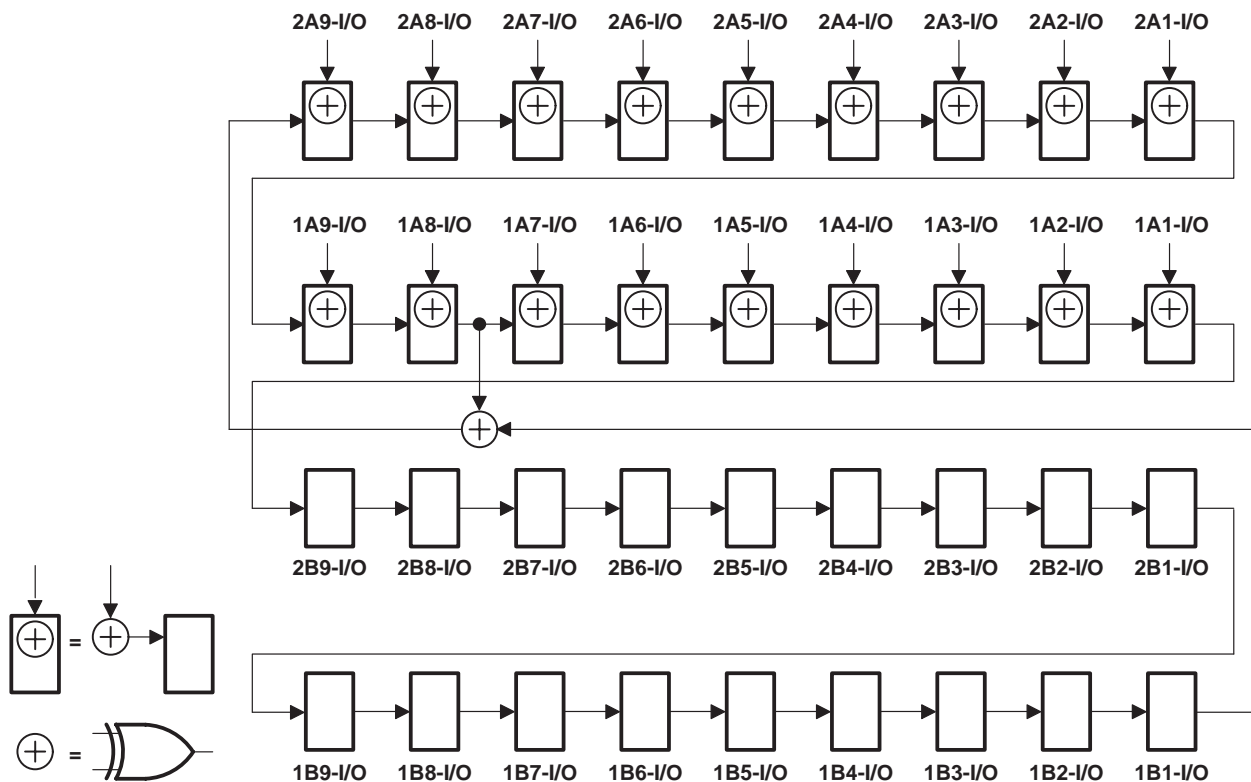 2A9-I/O 2A8-I/O 2A7-I/O 2A6-I/O 2A5-I/O 2A4-I/O 2A3-I/O 2A2-I/O 2A1-I/O
1A9-I/O 1A8-I/O 1A7-I/O 1A6-I/O 1A5-I/O 1A4-I/O 1A3-I/O 1A2-I/O 1A1-I/O
2B9-I/O 2B8-I/O 2B7-I/O 2B6-I/O 2B5-I/O 2B4-I/O 2B3-I/O 2B2-I/O 2B1-I/O
=
=
1B9-I/O 1B8-I/O 1B7-I/O 1B6-I/O 1B5-I/O 1B4-I/O 1B3-I/O 1B2-I/O 1B1-I/O